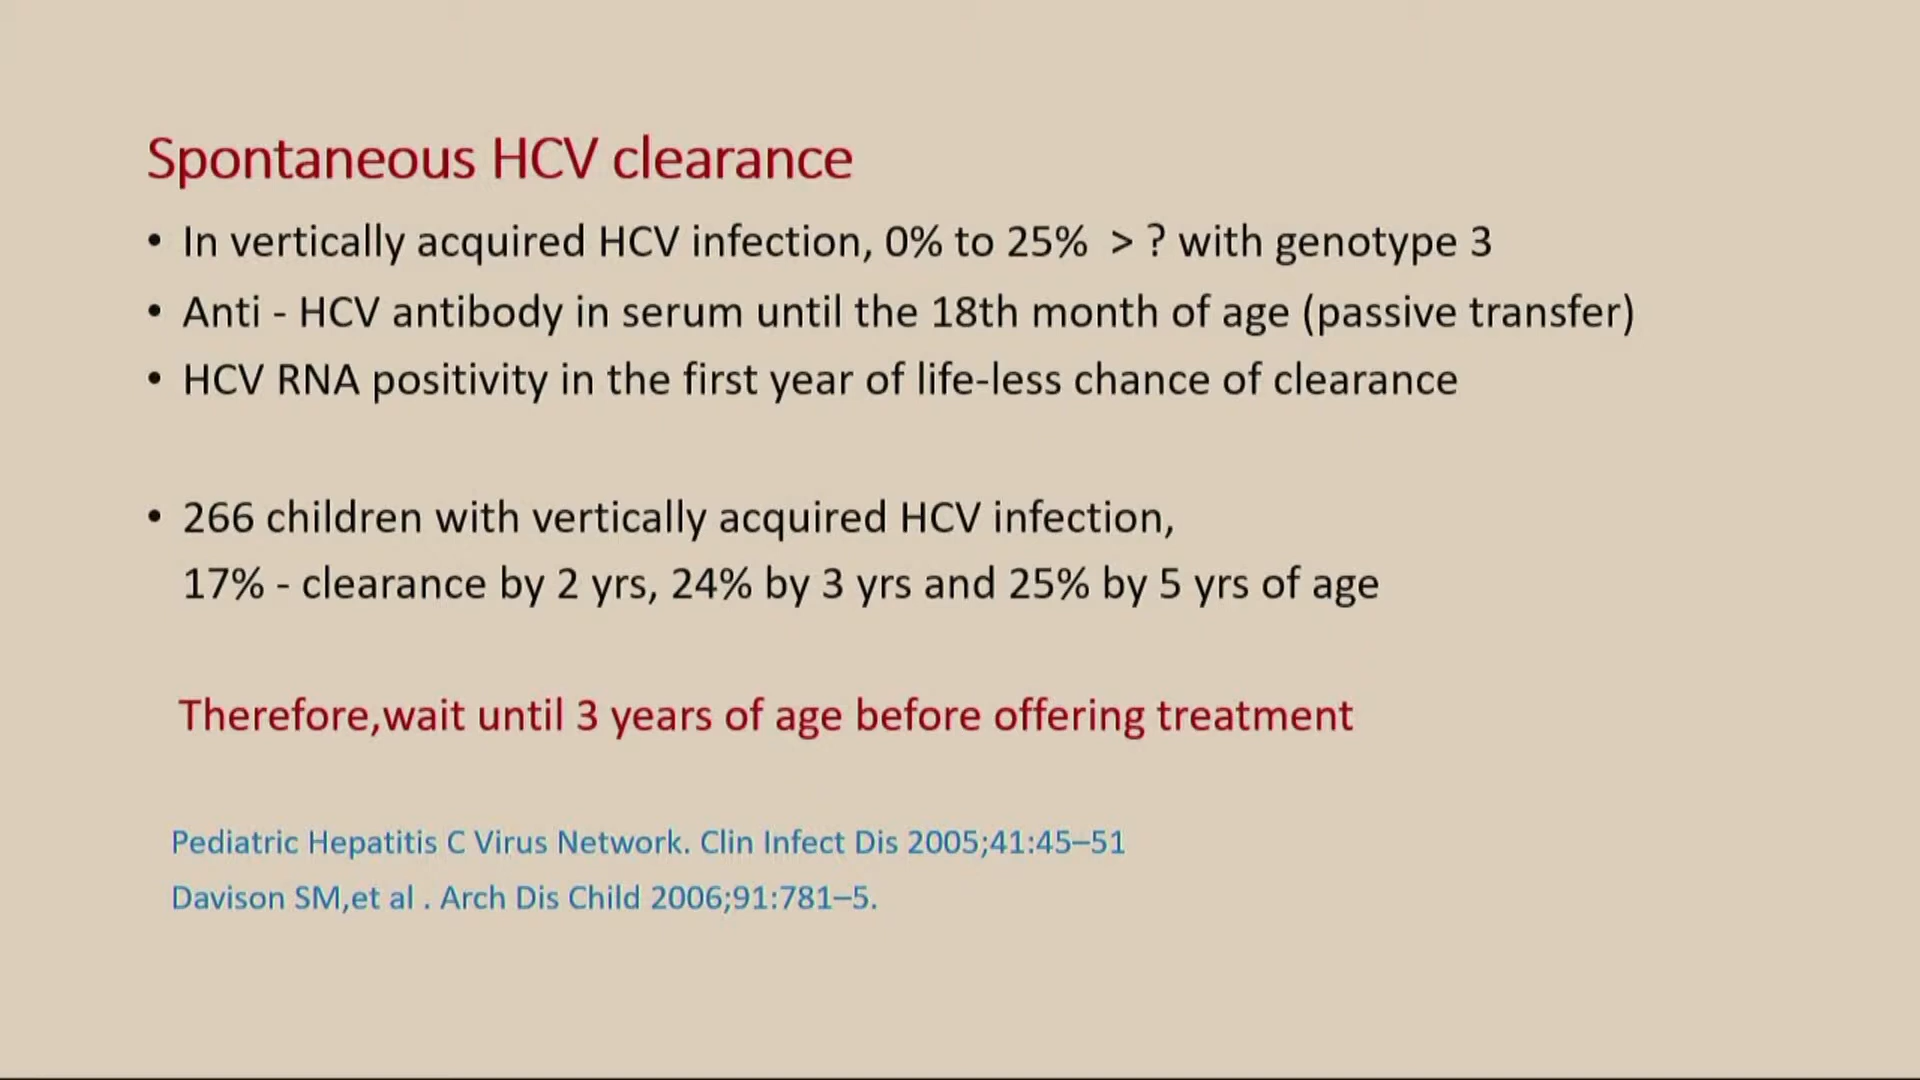 Spontaneous HCV clearance
• In vertically acquired HCV infection, 0% to 25%  > ? with genotype 3
• Anti - HCV antibody in serum until the 18th month of age (passive transfer)
• HCV RNA positivity in the first year of life-less chance of clearance
• 266 children with vertically acquired HCV infection,
17% - clearance by 2 yrs, 24% by 3 yrs and 25% by 5 yrs of age
Therefore,wait until 3 years of age before offering treatment
Pediatric Hepatitis C Virus Network. Clin Infect Dis 2005;41:45–51
Davison SM,et al . Arch Dis Child 2006;91:781–5.